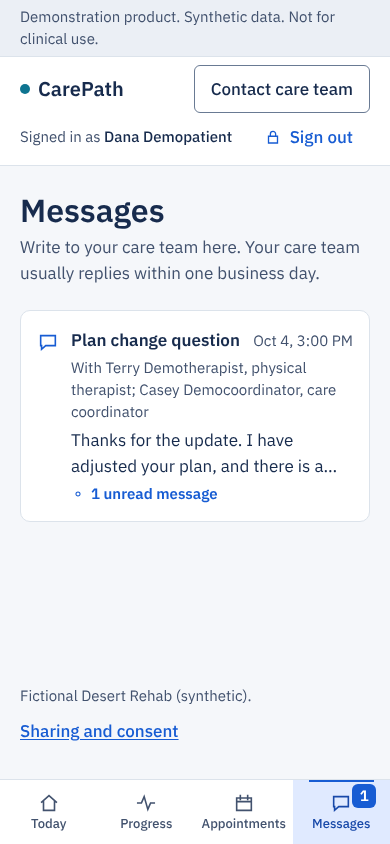 Demonstration product. Synthetic data. Not for
clinical use.
CarePath
Contact care team
Signed in as Dana Demopatient
Sign out
Messages
Write to your care team here. Your care team
usually replies within one business day.
Plan change question
Oct 4, 3:00 PM
With Terry Demotherapist, physical
therapist; Casey Democoordinator, care
coordinator
Thanks for the update. I have
adjusted your plan, and there is a...
1 unread message
Fictional Desert Rehab (synthetic).
Sharing and consent
Today
Progress
Appointments
1
Messages